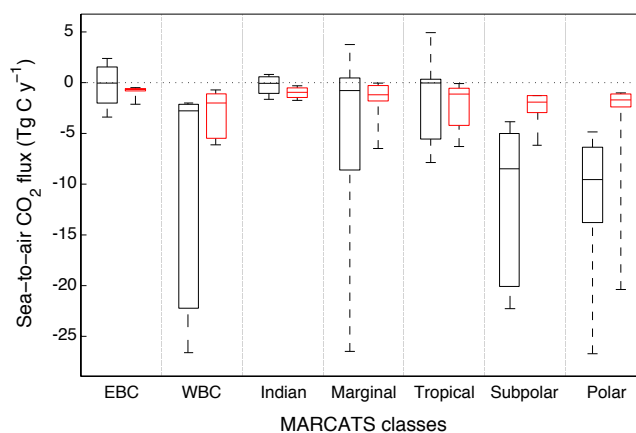 Sea−to−air CO2 flux (Tg C y−1)
5
0
−5
−10
−15
−20
−25
EBC WBC Indian Marginal Tropical Subpolar Polar
MARCATS classes